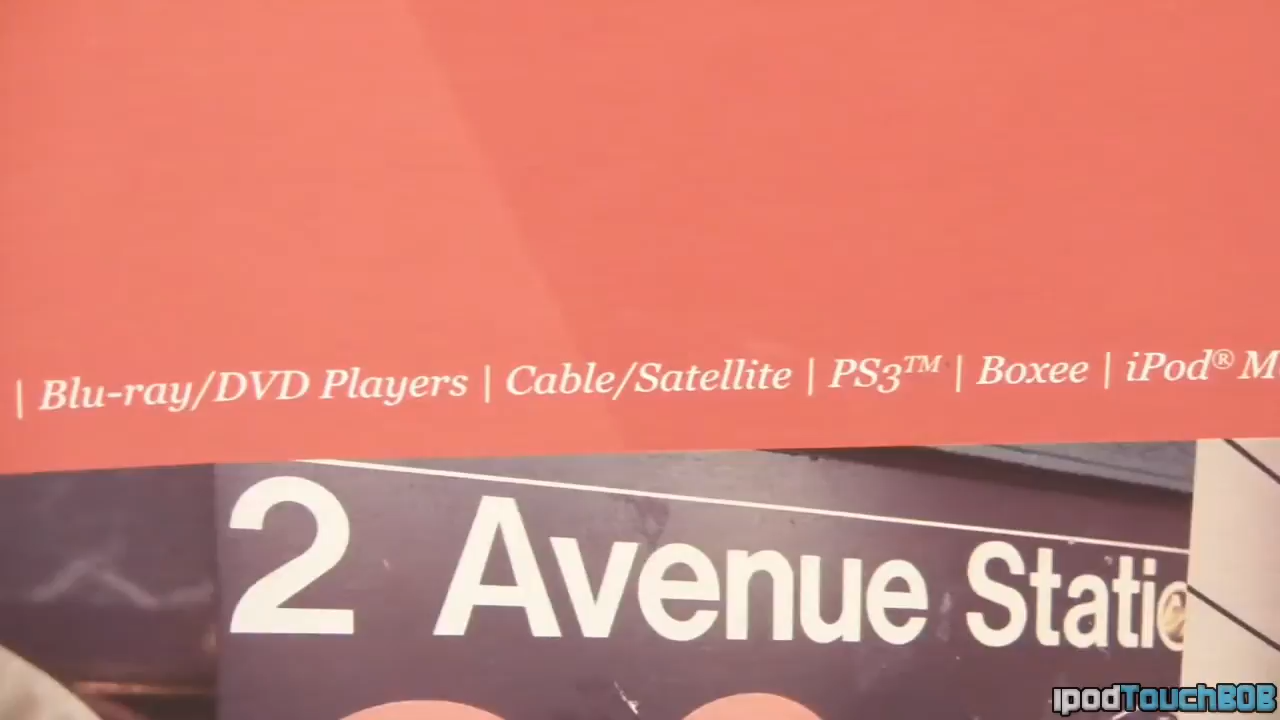 | Blu-ray/DVD Players | Cable/Satellite | PS3™ | Boxee | iPod®
2 Avenue
ipodTouchBOB